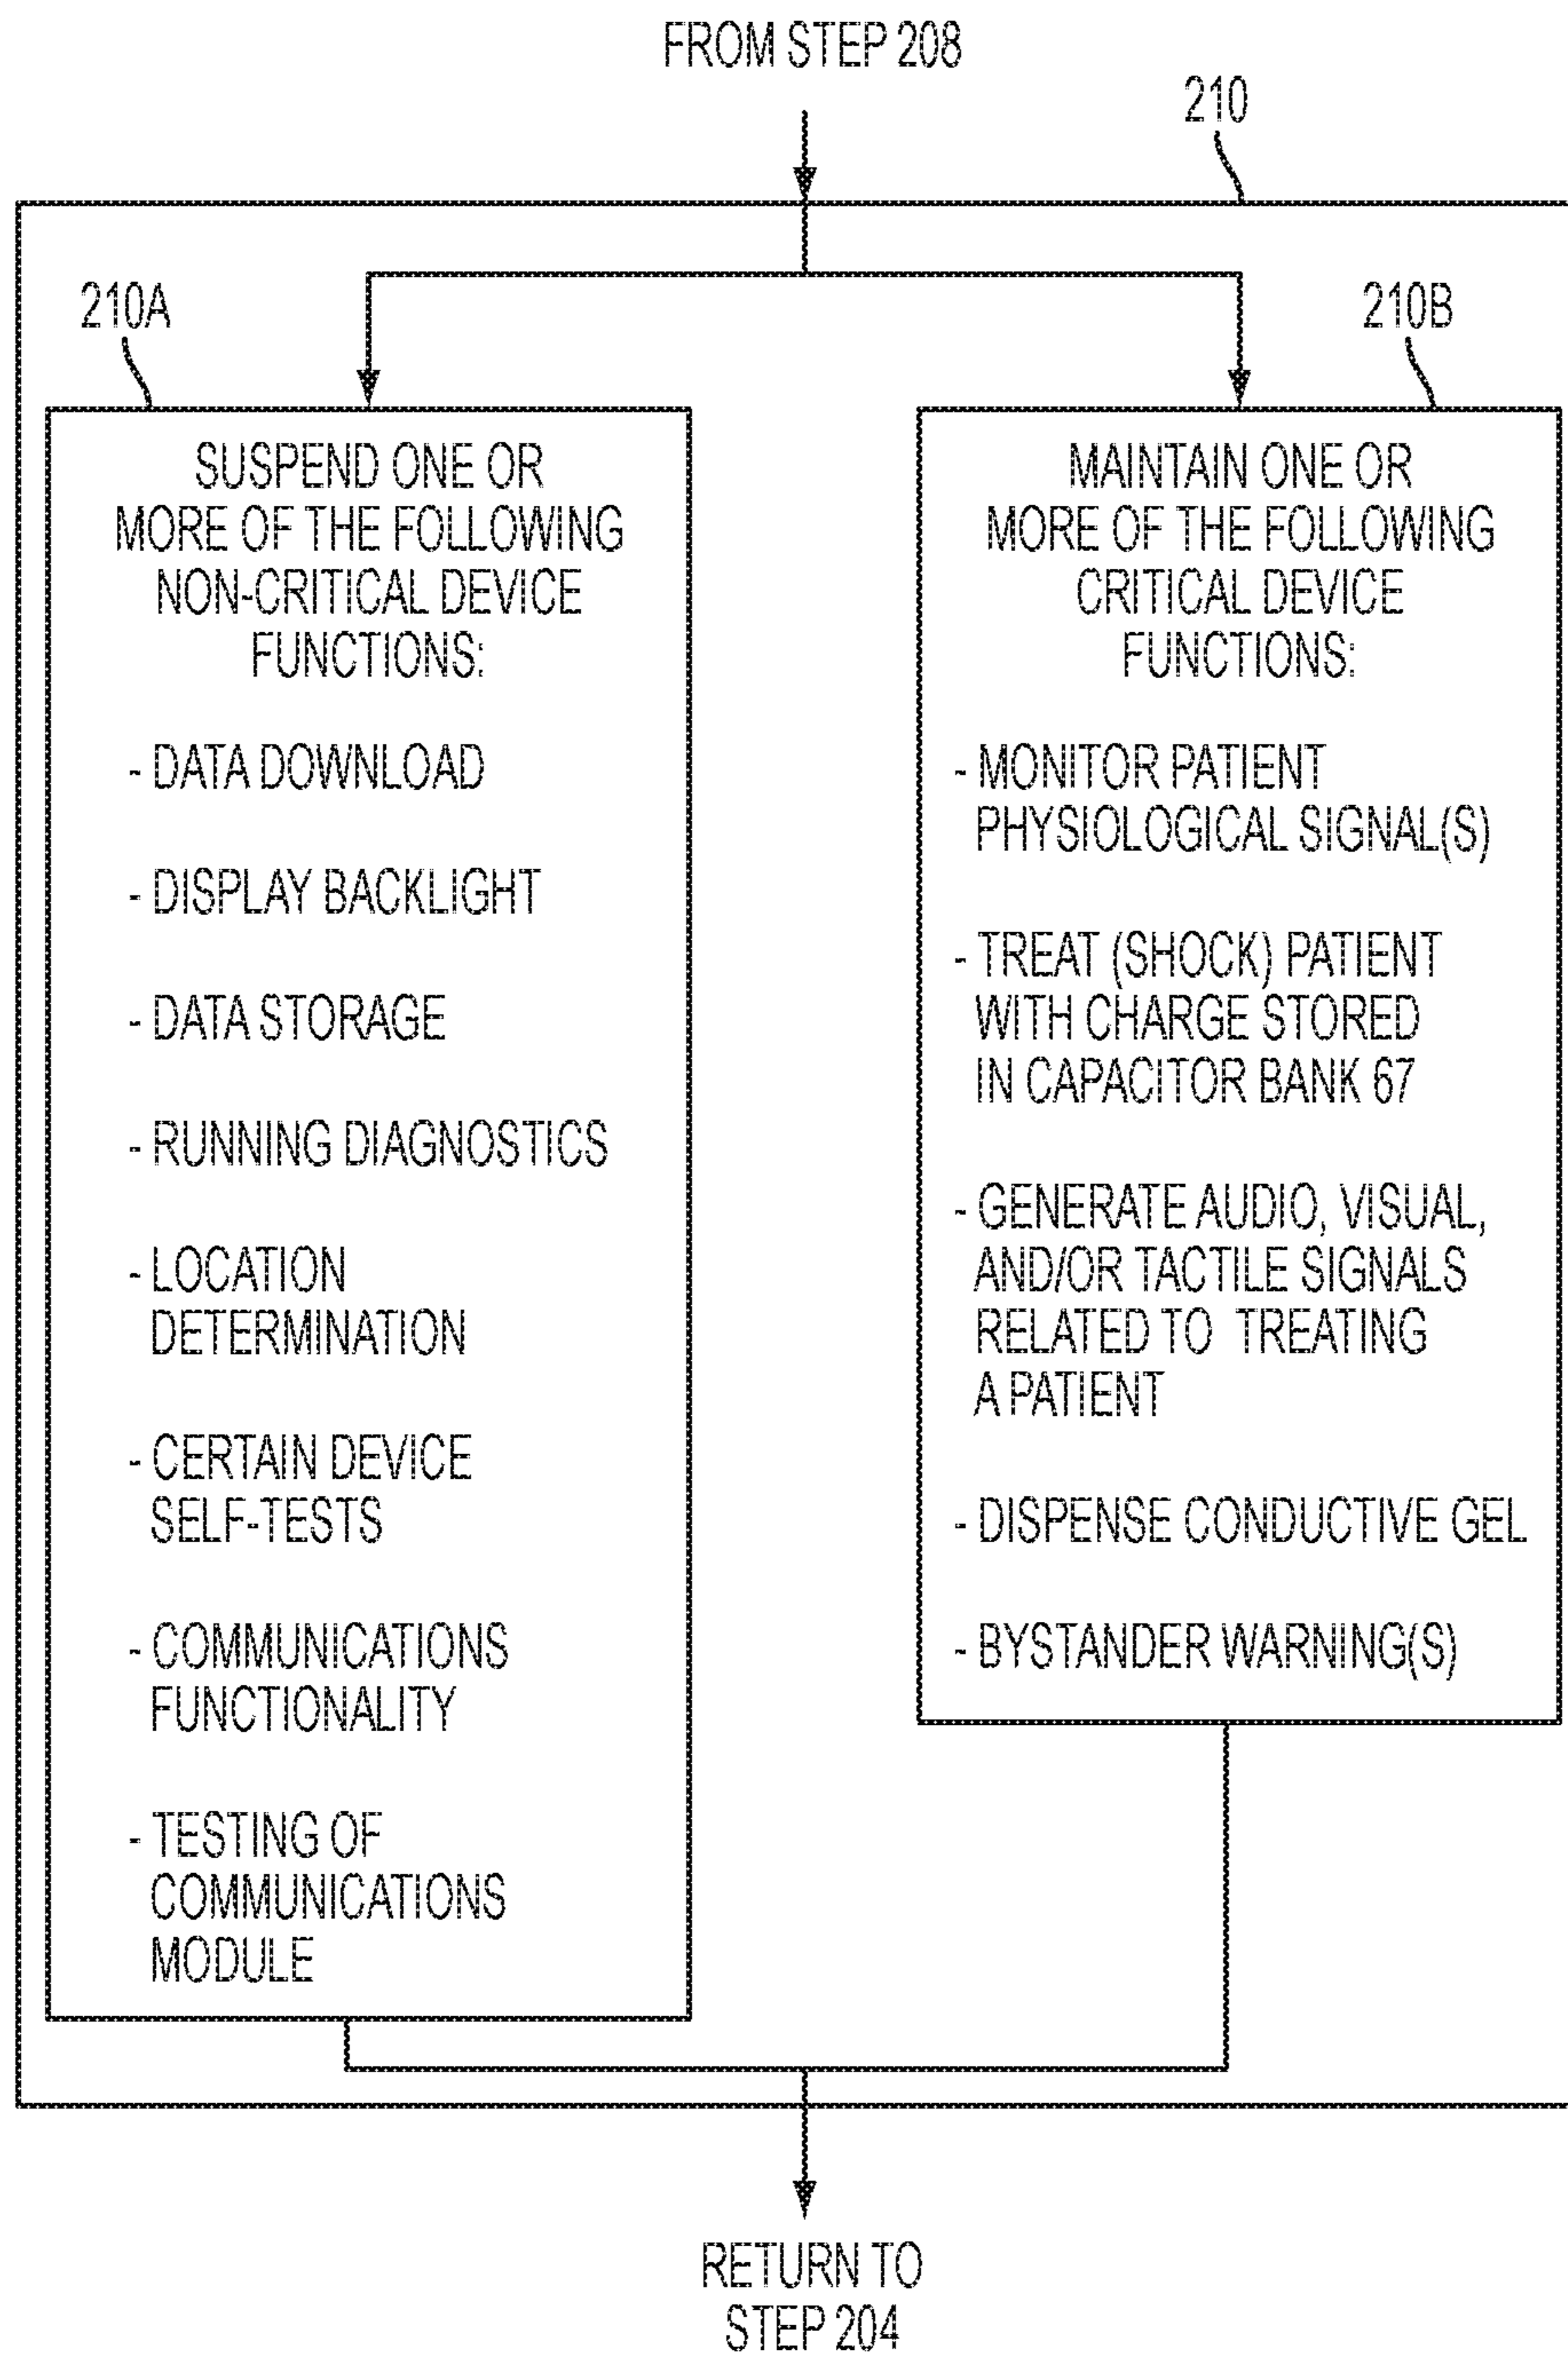 FROM STEP 208
210
210A
SUSPEND ONE OR
MORE OF THE FOLLOWING
NON-CRITICAL DEVICE
FUNCTIONS:
- DATA DOWNLOAD
- DISPLAY BACKLIGHT
- DATA STORAGE
- RUNNING DIAGNOSTICS
- LOCATION
DETERMINATION
- CERTAIN DEVICE
SELF-TESTS
- COMMUNICATIONS
FUNCTIONALITY
- TESTING OF
COMMUNICATIONS
MODULE
210B
MAINTAIN ONE OR
MORE OF THE FOLLOWING
CRITICAL DEVICE
FUNCTIONS:
- MONITOR PATIENT
PHYSIOLOGICAL SIGNAL(S)
- TREAT (SHOCK) PATIENT
WITH CHARGE STORED
IN CAPACITOR BANK 67
- GENERATE AUDIO, VISUAL,
AND/OR TACTILE SIGNALS
RELATED TO TREATING
A PATIENT
- DISPENSE CONDUCTIVE GEL
- BYSTANDER WARNING(S)
RETURN TO
STEP 204